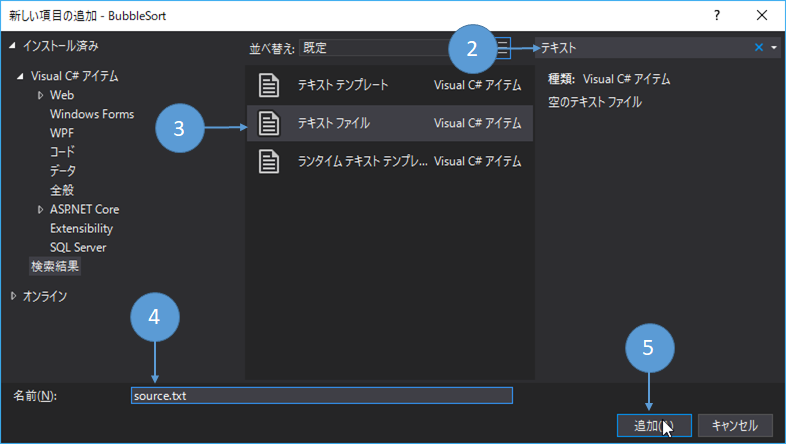 新しい項目の追加 - BubbleSort
インストール済み
Visual C# アイテム
Web
Windows Forms
WPF
コード
データ
全般
ASP.NET Core
Extensibility
SQL Server
検索結果
オンライン
並べ替え: 既定
2
テキスト
テキスト テンプレート Visual C# アイテム
3
テキスト ファイル Visual C# アイテム
ランタイム テキスト テンプレ... Visual C# アイテム
種類: Visual C# アイテム
空のテキスト ファイル
4
5
名前(N): source.txt
追加( キャンセル